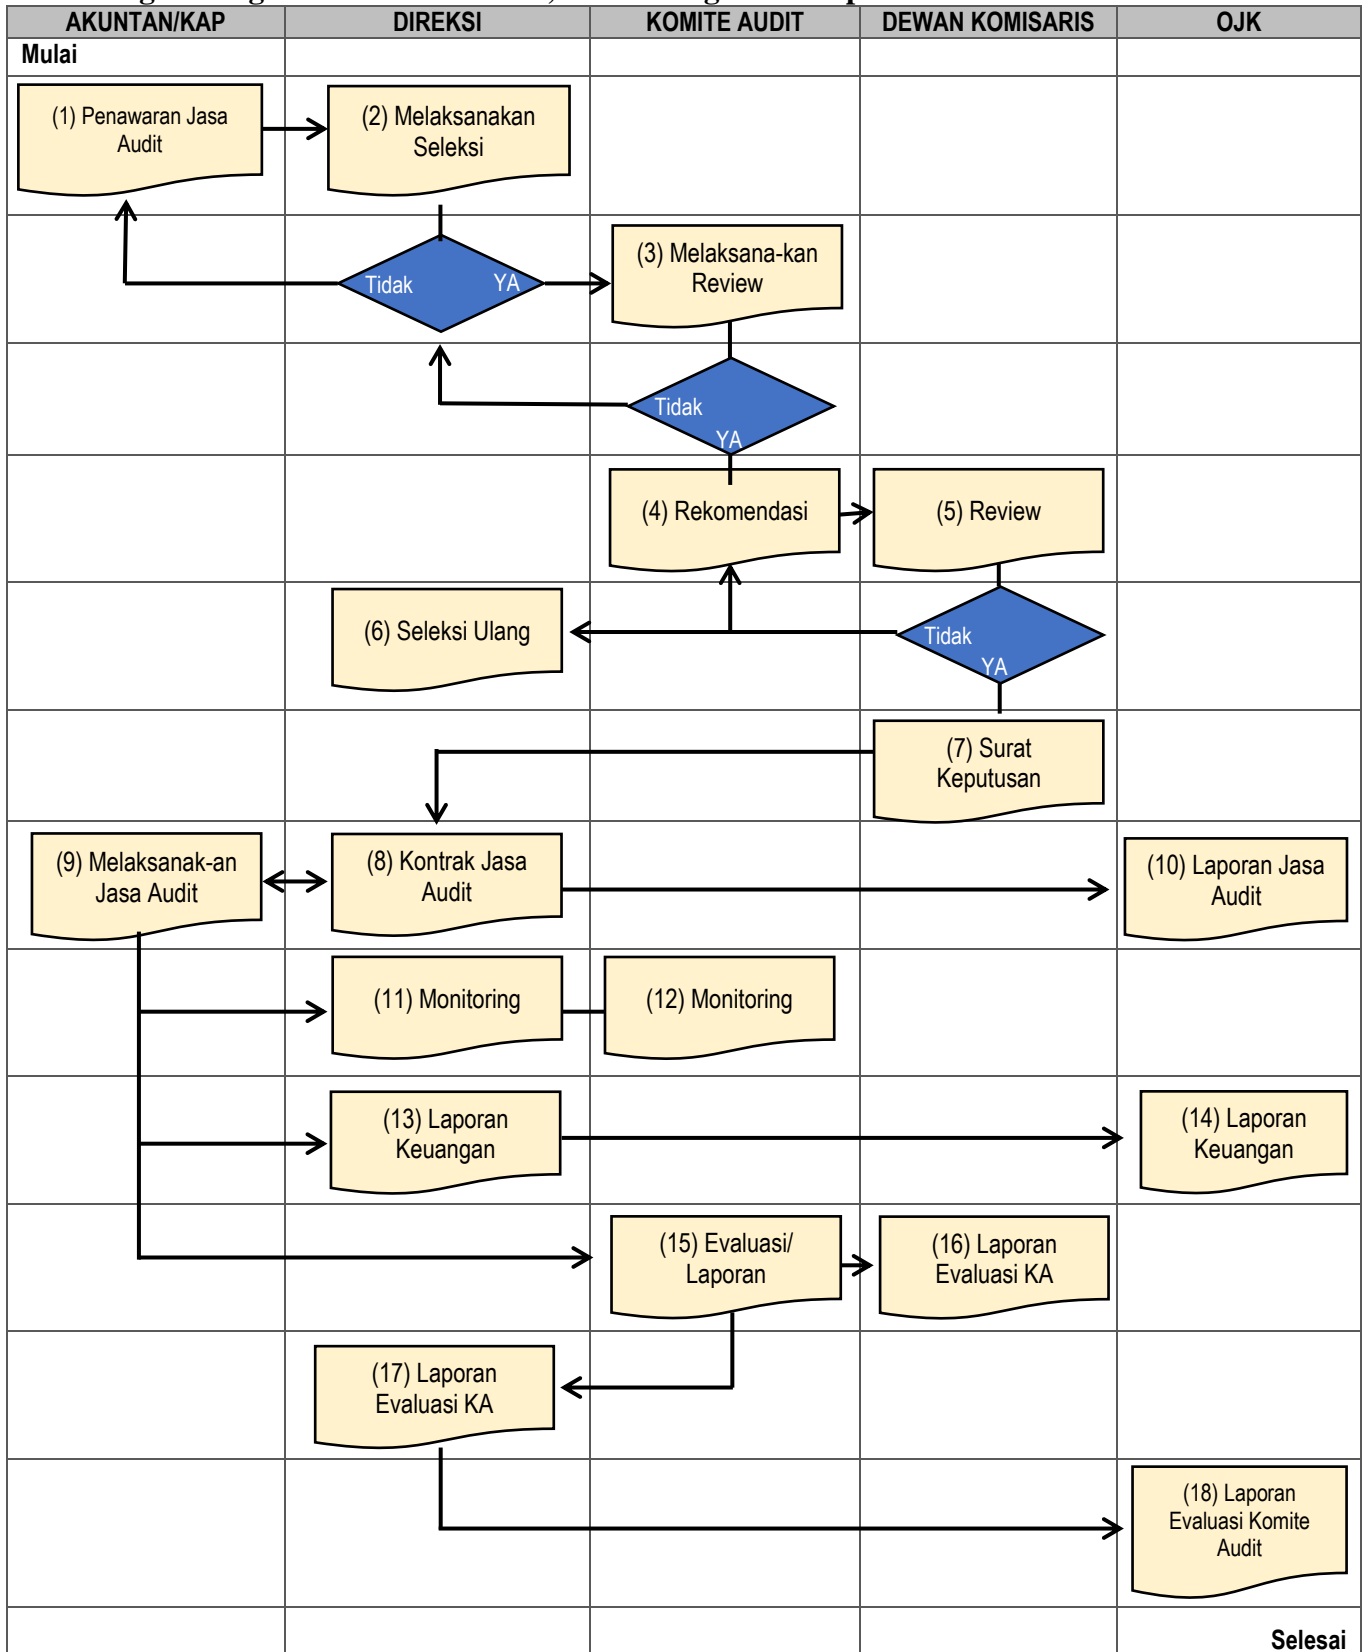 AKUNTAN/KAP
DIREKSI
KOMITE AUDIT
DEWAN KOMISARIS
OJK
Mulai
(1) Penawaran Jasa
Audit
(2) Melaksanakan
Seleksi
Tidak
YA
(3) Melaksana-kan
Review
Tidak
YA
(4) Rekomendasi
(5) Review
(6) Seleksi Ulang
Tidak
YA
(7) Surat
Keputusan
(9) Melaksanak-an
Jasa Audit
(8) Kontrak Jasa
Audit
(10) Laporan Jasa
Audit
(11) Monitoring
(12) Monitoring
(13) Laporan
Keuangan
(14) Laporan
Keuangan
(15) Evaluasi/
Laporan
(16) Laporan
Evaluasi KA
(17) Laporan
Evaluasi KA
(18) Laporan
Evaluasi Komite
Audit
Selesai